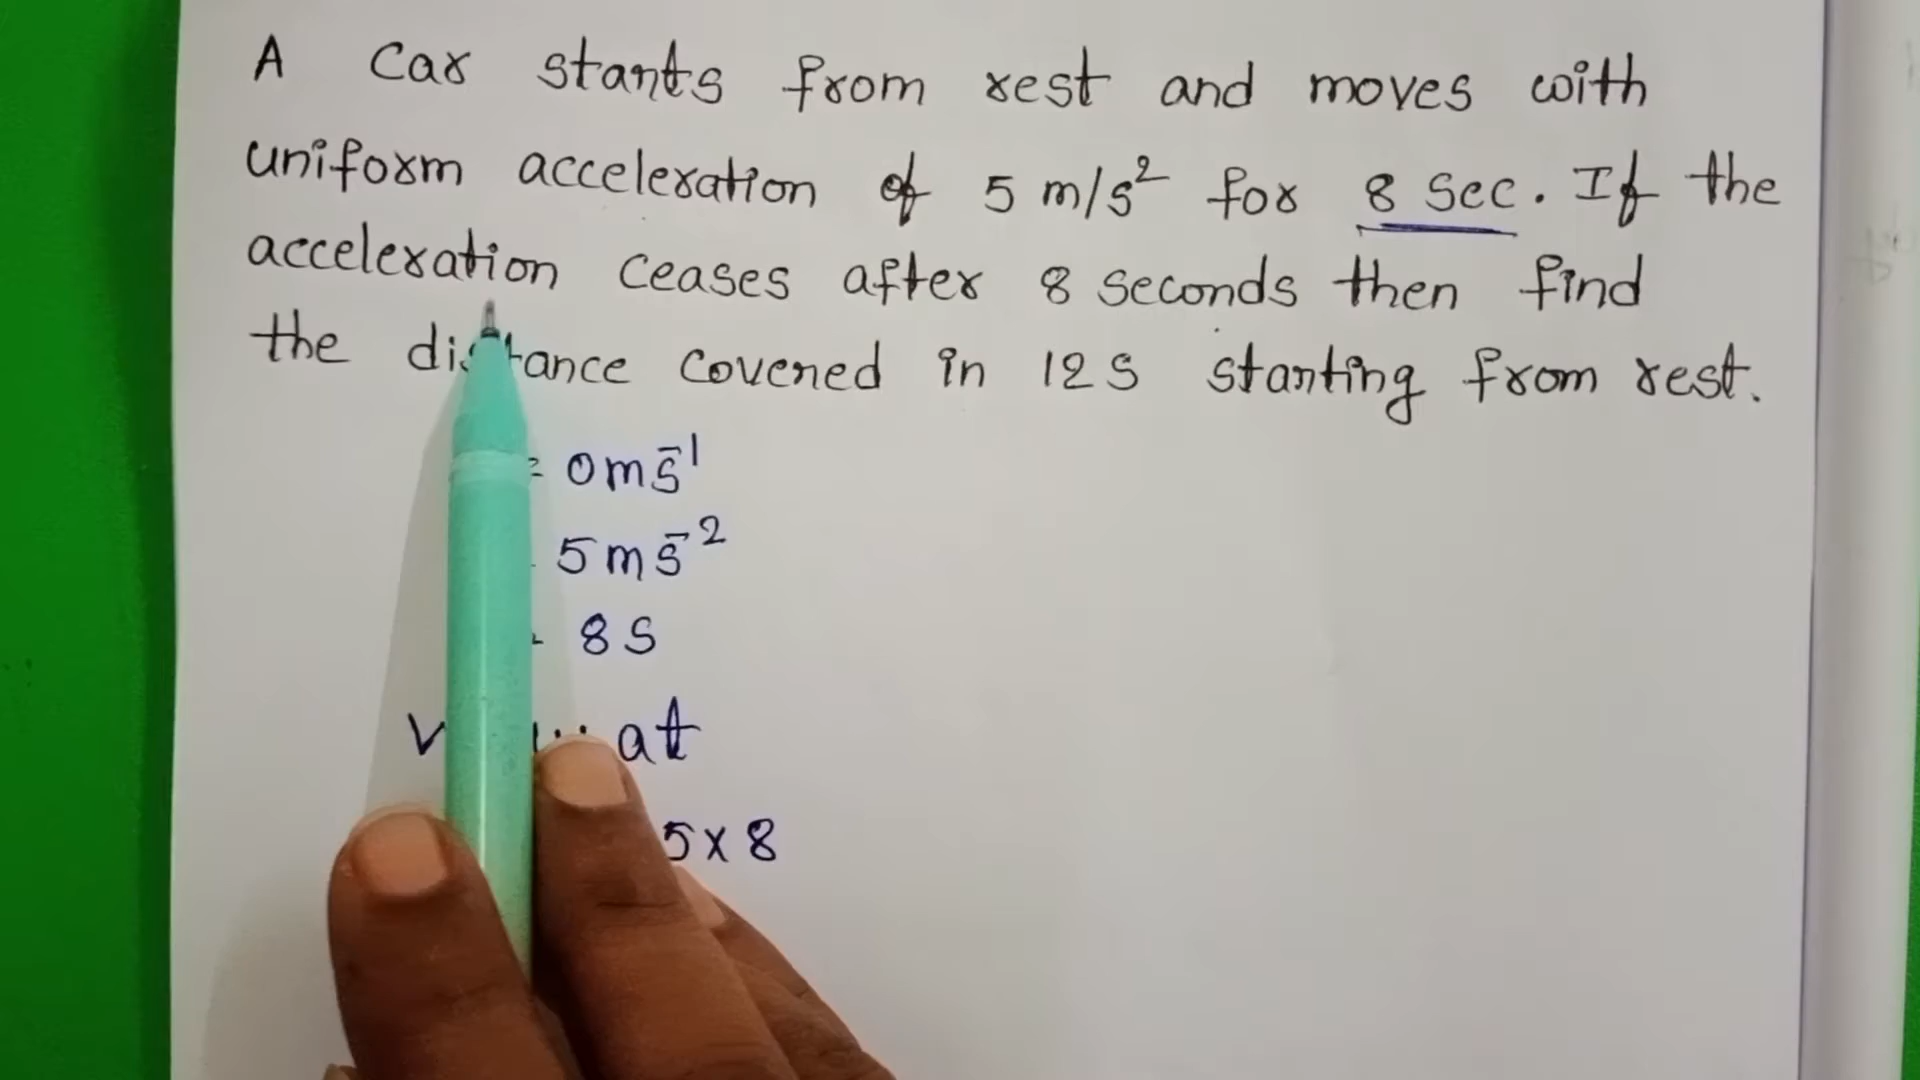 A car starts from rest and moves with
uniform acceleration of 5 m/s² for 8 sec. If the
acceleration ceases after 8 seconds then find
the distance covered in 12 s starting from rest.
= 0 m s⁻¹
5 m s⁻²
8 s
v at
5 × 8